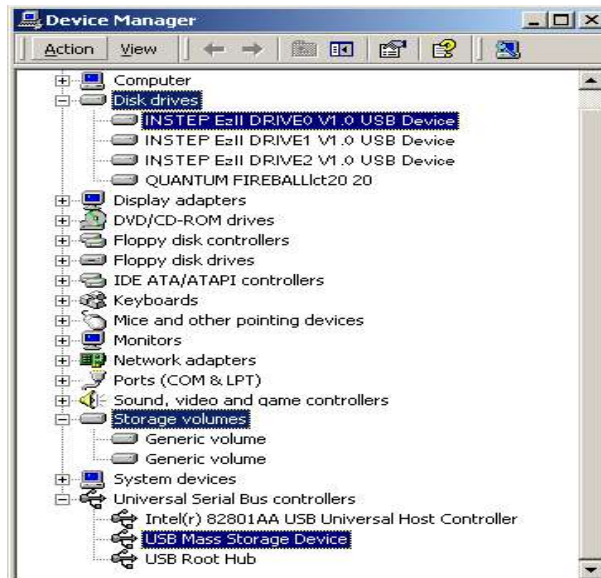 Device Manager
Action View
Computer
Disk drives
INSTEP EzII DRIVE0 V1.0 USB Device
INSTEP EzII DRIVE1 V1.0 USB Device
INSTEP EzII DRIVE2 V1.0 USB Device
QUANTUM FIREBALLlct20 20
Display adapters
DVD/CD-ROM drives
Floppy disk controllers
Floppy disk drives
IDE ATA/ATAPI controllers
Keyboards
Mice and other pointing devices
Monitors
Network adapters
Ports (COM & LPT)
Sound, video and game controllers
Storage volumes
Generic volume
Generic volume
System devices
Universal Serial Bus controllers
Intel(r) 82801AA USB Universal Host Controller
USB Mass Storage Device
USB Root Hub